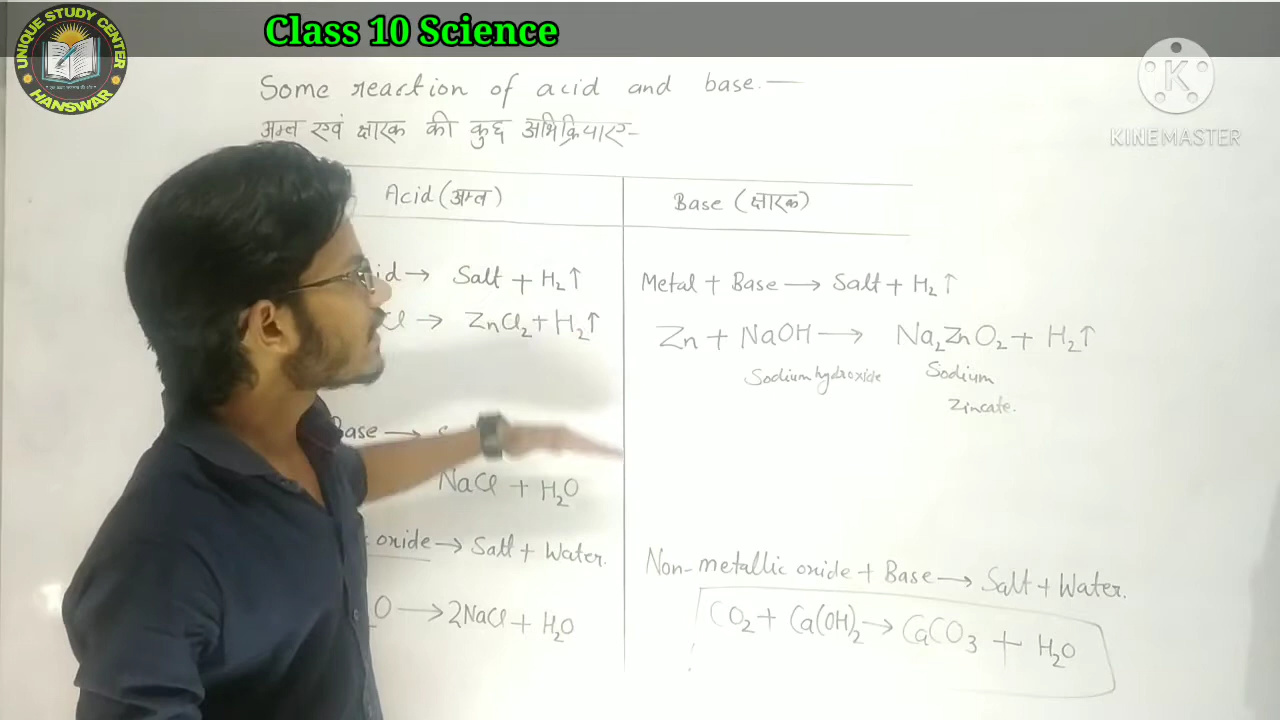 Class 10 Science
UNIQUE STUDY CENTER
HANSWAR
KINEMASTER
Some reaction of acid and base.—
अम्ल एवं क्षारक की कुछ अभिक्रियाएं-
Acid (अम्ल)
Base (क्षारक)
id → Salt + H₂↑
Cl → ZnCl₂ + H₂↑
Base →
NaCl + H₂O
oxide → Salt + Water.
O → 2NaCl + H₂O
Metal + Base → Salt + H₂↑
Zn + NaOH → Na₂ZnO₂ + H₂↑
Sodium hydroxide Sodium
Zincate.
Non-metallic oxide + Base → Salt + Water.
CO₂ + Ca(OH)₂ → CaCO₃ + H₂O